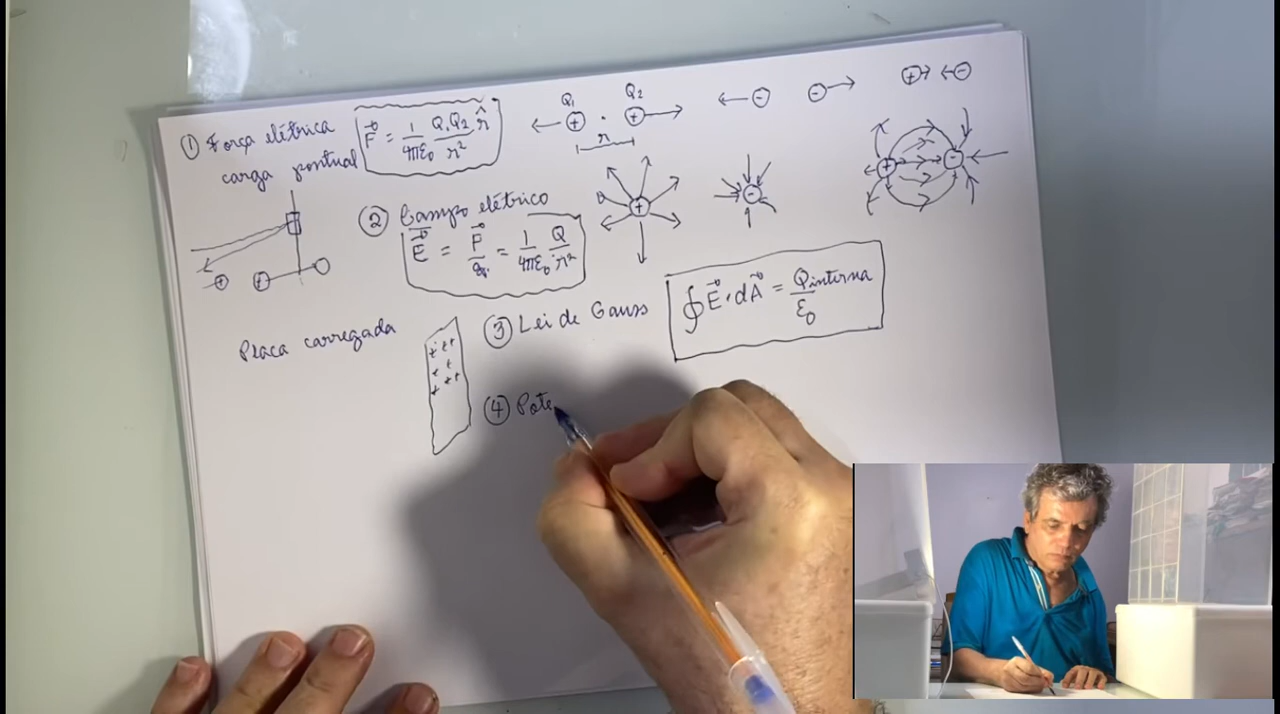 ① Força elétrica
carga pontual
F = 1/4πε₀ Q₁Q₂/r² r̂
Q₁ Q₂
r
② Campo elétrico
E = F/q = 1/4πε₀ Q/r²
③ Lei de Gauss
∮ E · dA = Qinterna/ε₀
Placa carregada
④ Pote